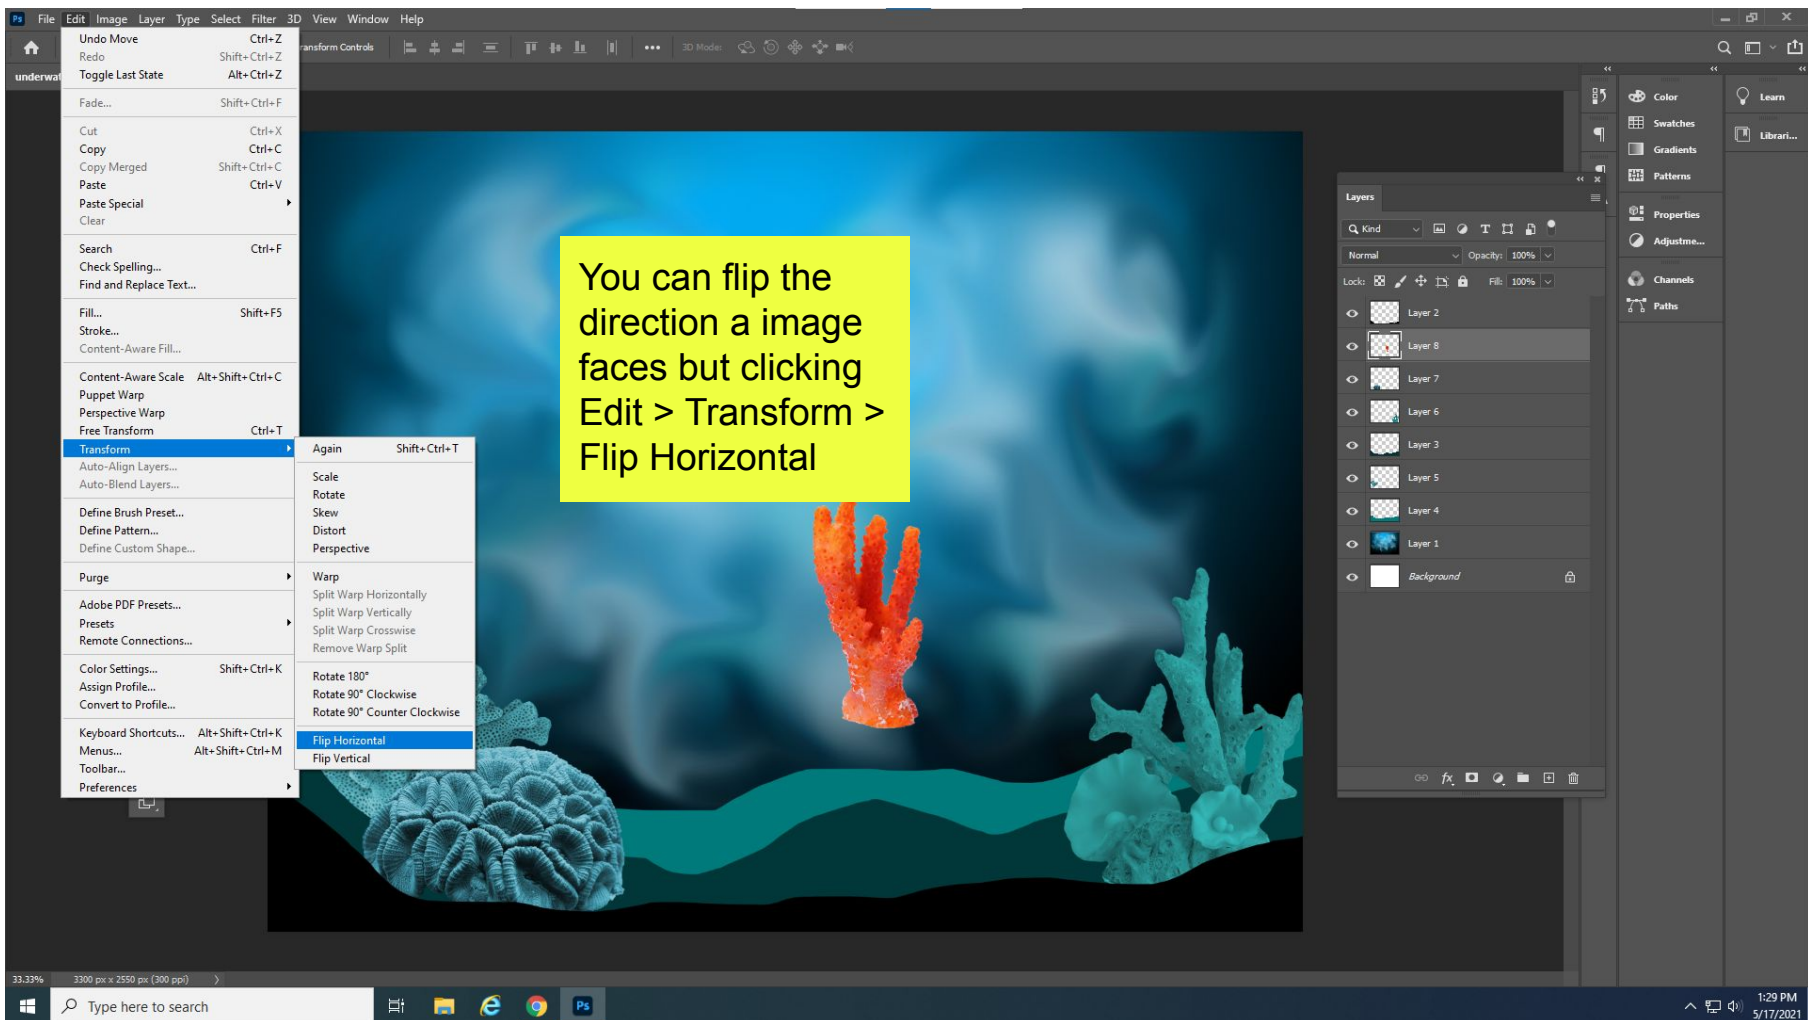 Ps File Edit Image Layer Type Select Filter 3D View Window Help
ransform Controls ••• 3D Mode:
underwa
Undo Move Ctrl+Z
Redo Shift+Ctrl+Z
Toggle Last State Alt+Ctrl+Z
Fade... Shift+Ctrl+F
Cut Ctrl+X
Copy Ctrl+C
Copy Merged Shift+Ctrl+C
Paste Ctrl+V
Paste Special
Clear
Search Ctrl+F
Check Spelling...
Find and Replace Text...
Fill... Shift+F5
Stroke...
Content-Aware Fill...
Content-Aware Scale Alt+Shift+Ctrl+C
Puppet Warp
Perspective Warp
Free Transform Ctrl+T
Transform
Auto-Align Layers...
Auto-Blend Layers...
Define Brush Preset...
Define Pattern...
Define Custom Shape...
Purge
Adobe PDF Presets...
Presets
Remote Connections...
Color Settings... Shift+Ctrl+K
Assign Profile...
Convert to Profile...
Keyboard Shortcuts... Alt+Shift+Ctrl+K
Menus... Alt+Shift+Ctrl+M
Toolbar...
Preferences
Again Shift+Ctrl+T
Scale
Rotate
Skew
Distort
Perspective
Warp
Split Warp Horizontally
Split Warp Vertically
Split Warp Crosswise
Remove Warp Split
Rotate 180°
Rotate 90° Clockwise
Rotate 90° Counter Clockwise
Flip Horizontal
Flip Vertical
You can flip the
direction a image
faces but clicking
Edit > Transform >
Flip Horizontal
Layers
Kind
Normal Opacity: 100%
Lock: Fill: 100%
Layer 2
Layer 8
Layer 7
Layer 6
Layer 3
Layer 5
Layer 4
Layer 1
Background
fx
Color
Swatches
Gradients
Patterns
Properties
Adjustme...
Channels
Paths
Learn
Librari...
33.33% 3300 px x 2550 px (300 ppi)
Type here to search
Ps
1:29 PM
5/17/2021